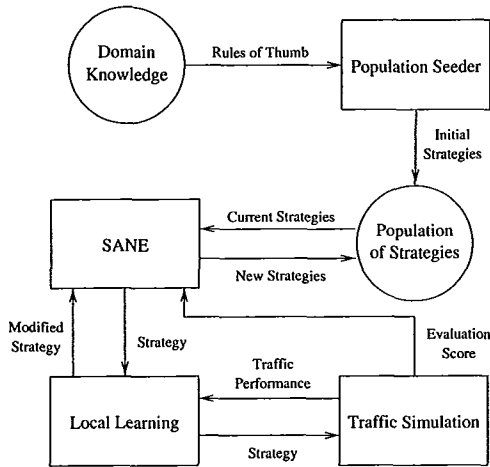 Domain
Knowledge
Rules of Thumb
Population Seeder
Initial
Strategies
Current Strategies
SANE
Population
of Strategies
New Strategies
Modified
Strategy
Strategy
Evaluation
Score
Traffic
Performance
Local Learning
Traffic Simulation
Strategy